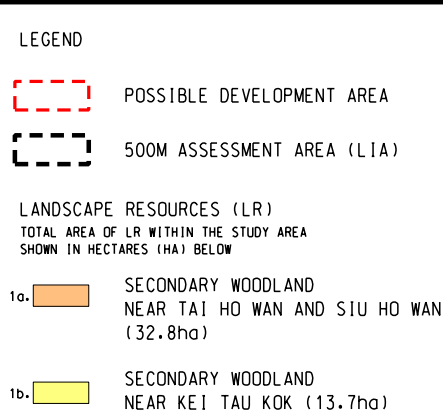 LEGEND
POSSIBLE DEVELOPMENT AREA
500M ASSESSMENT AREA (LIA)
LANDSCAPE RESOURCES (LR)
TOTAL AREA OF LR WITHIN THE STUDY AREA
SHOWN IN HECTARES (HA) BELOW
1a.
SECONDARY WOODLAND
NEAR TAI HO WAN AND SIU HO WAN
(32.8ha)
1b.
SECONDARY WOODLAND
NEAR KEI TAU KOK (13.7ha)